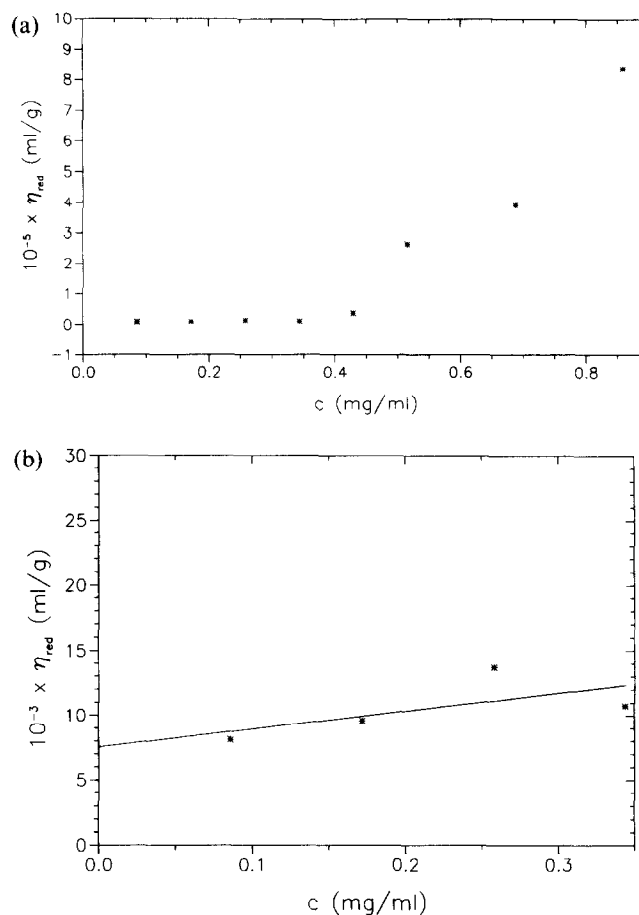 (a)
10
9
8
7
6
5
4
3
2
1
0
−1
10⁻⁵ x η_red (ml/g)
0.0 0.2 0.4 0.6 0.8
c (mg/ml)
(b)
30
25
20
15
10
5
0
10⁻³ x η_red (ml/g)
0.0 0.1 0.2 0.3
c (mg/ml)